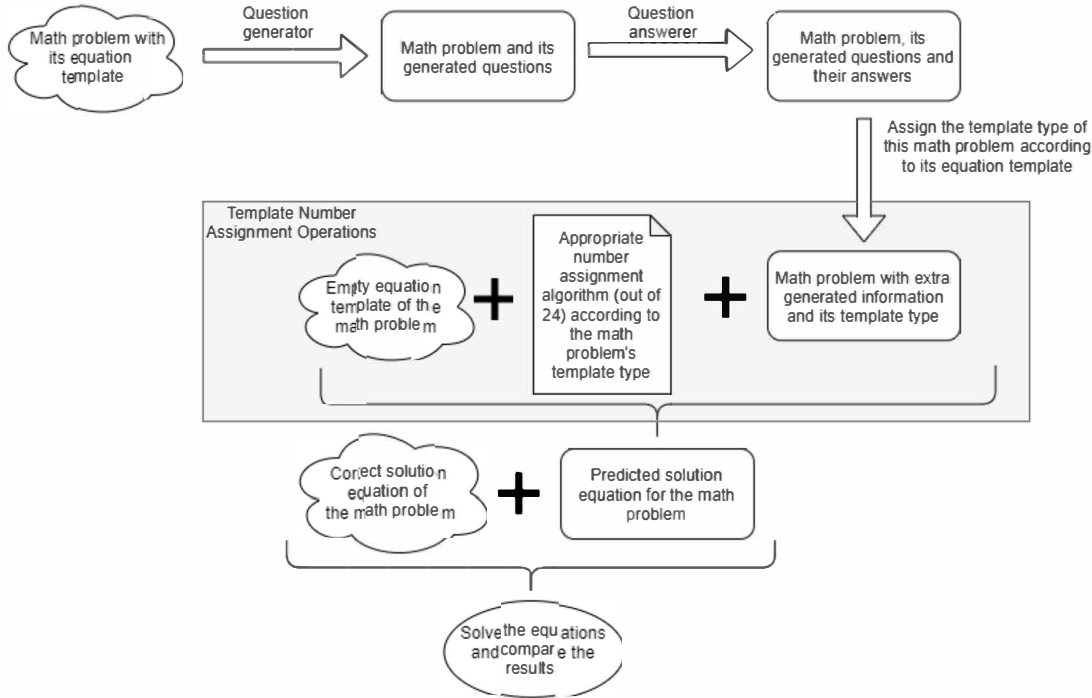 Math problem with
its equation
template
Question
generator
Math problem and its
generated questions
Question
answerer
Math problem, its
generated questions and
their answers
Assign the template type of
this math problem according
to its equation template
Template Number
Assignment Operations
Empty equation
template of the
math problem
Appropriate
number
assignment
algorithm (out of
24) according to
the math
problem's
template type
Math problem with extra
generated information
and its template type
Correct solution
equation of
the math problem
Predicted solution
equation for the math
problem
Solve the equations
and compare the
results